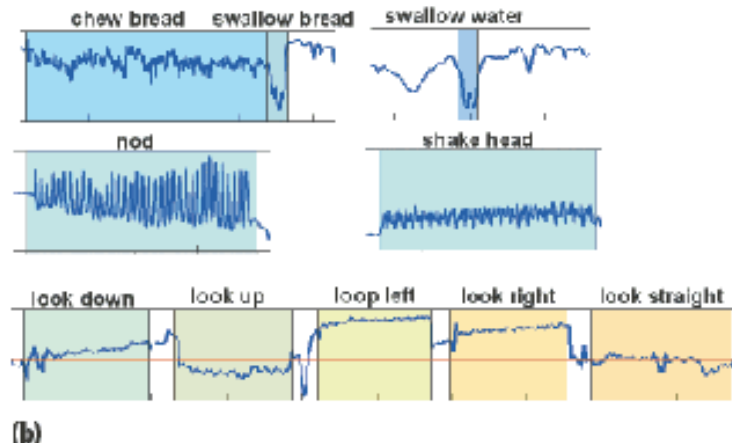 chew bread swallow bread swallow water
nod shake head
look down look up loop left look right look straight
(b)